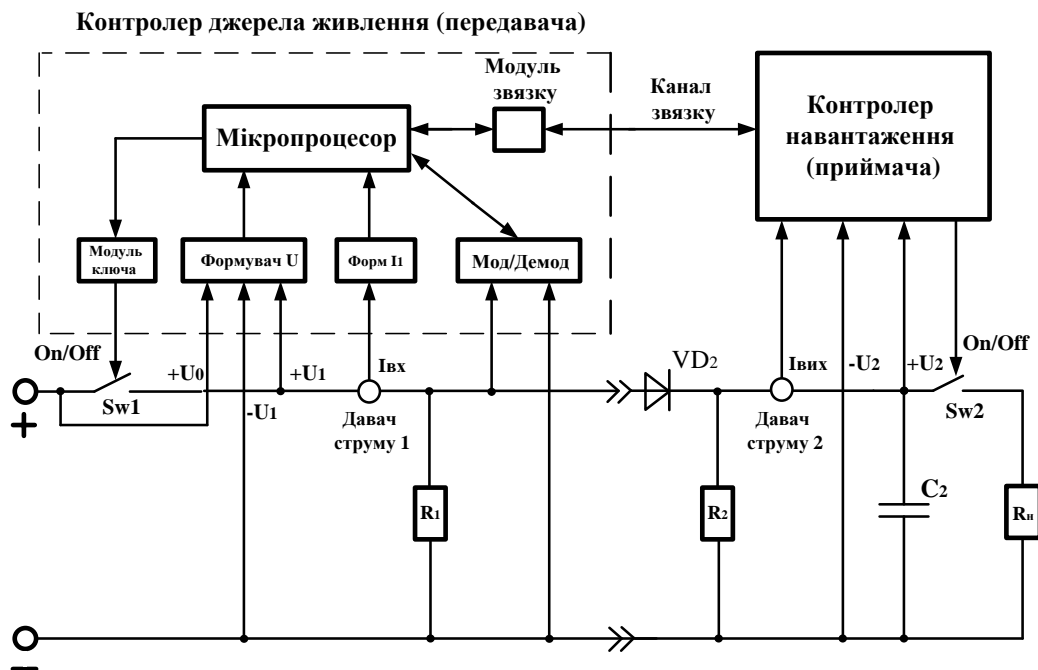 Контролер джерела живлення (передавача)
Модуль
звязку
Канал
звязку
Контролер
навантаження
(приймача)
Мікропроцесор
Модуль
ключа
Формувач U
Форм I1
Мод/Демод
On/Off
+U0
+U1
Iвх
VD2
Iвих
-U2
+U2
On/Off
+
Sw1
-U1
Давач
струму 1
Давач
струму 2
Sw2
R1
R2
C2
Rн
−